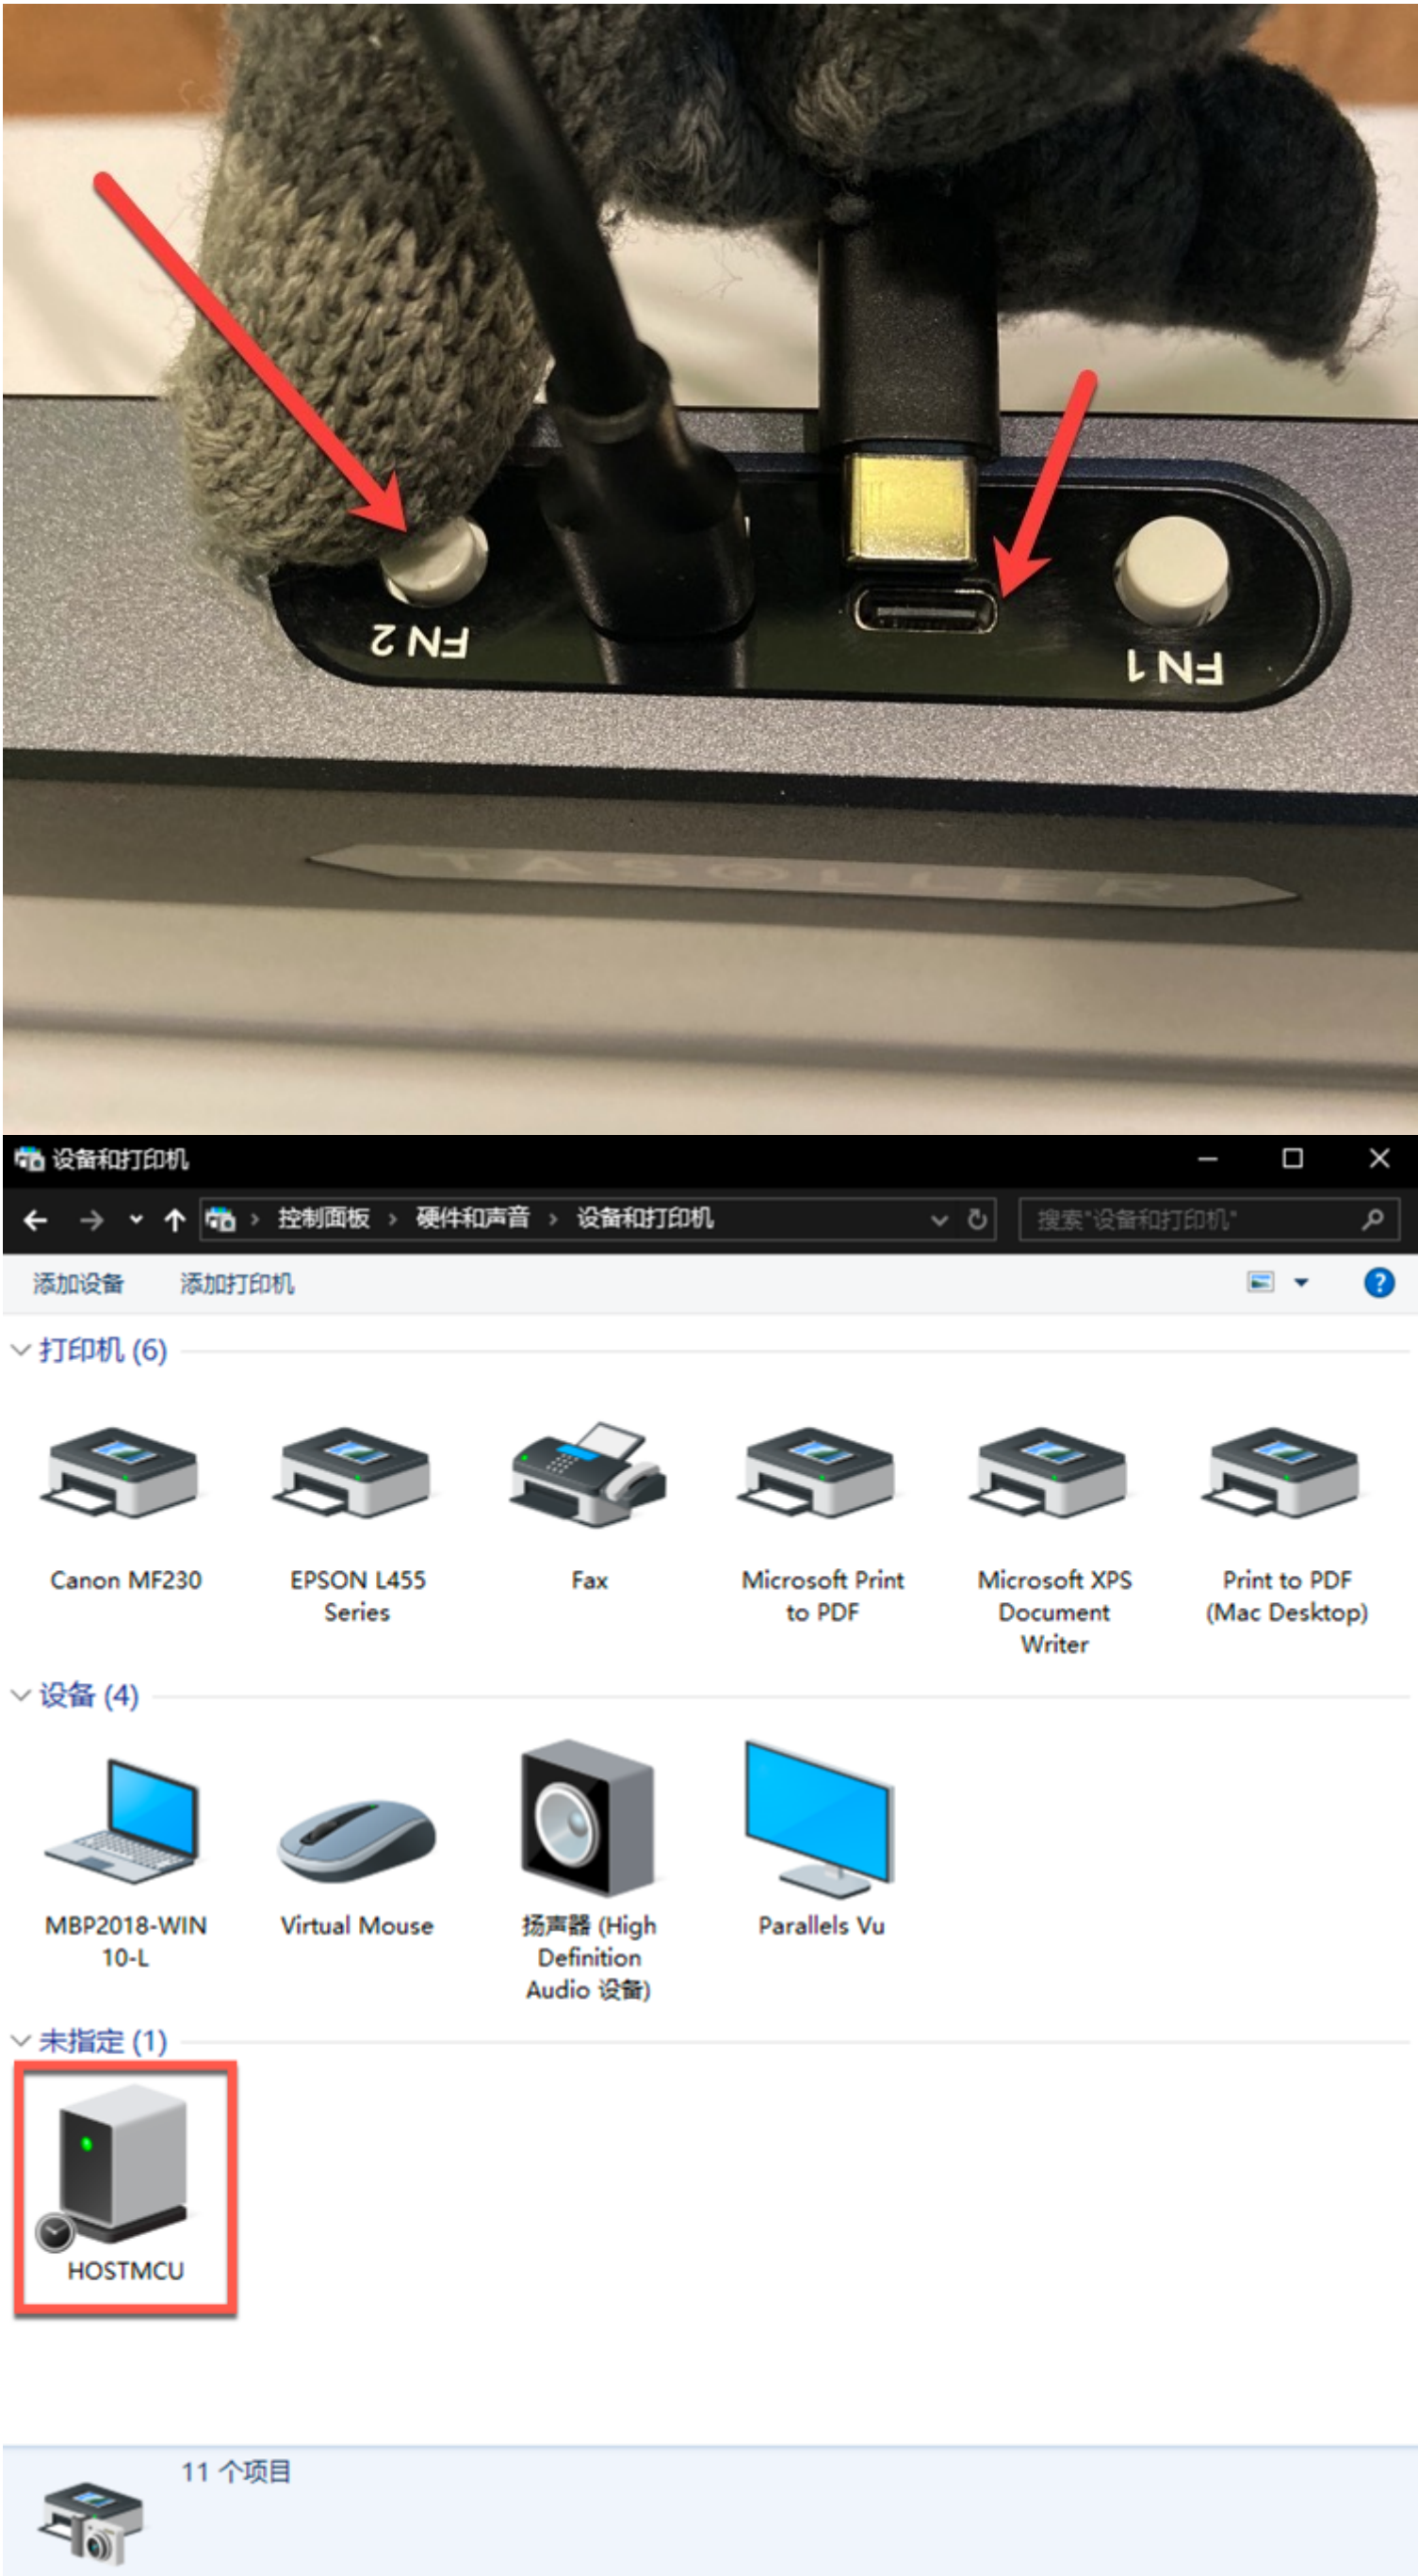 FN 2
FN 1
TASOLLER
设备和打印机
控制面板 › 硬件和声音 › 设备和打印机
搜索"设备和打印机"
添加设备 添加打印机
打印机 (6)
Canon MF230
EPSON L455
Series
Fax
Microsoft Print
to PDF
Microsoft XPS
Document
Writer
Print to PDF
(Mac Desktop)
设备 (4)
MBP2018-WIN
10-L
Virtual Mouse
扬声器 (High
Definition
Audio 设备)
Parallels Vu
未指定 (1)
HOSTMCU
11 个项目